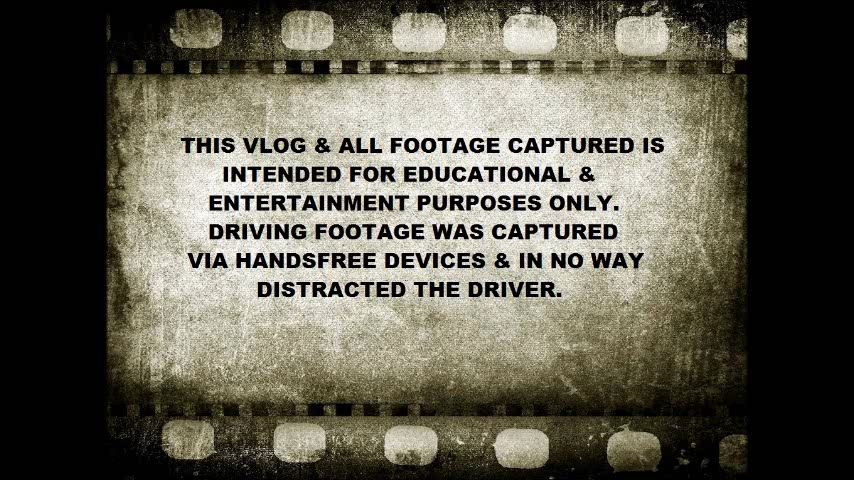 THIS VLOG & ALL FOOTAGE CAPTURED IS
INTENDED FOR EDUCATIONAL &
ENTERTAINMENT PURPOSES ONLY.
DRIVING FOOTAGE WAS CAPTURED
VIA HANDSFREE DEVICES & IN NO WAY
DISTRACTED THE DRIVER.